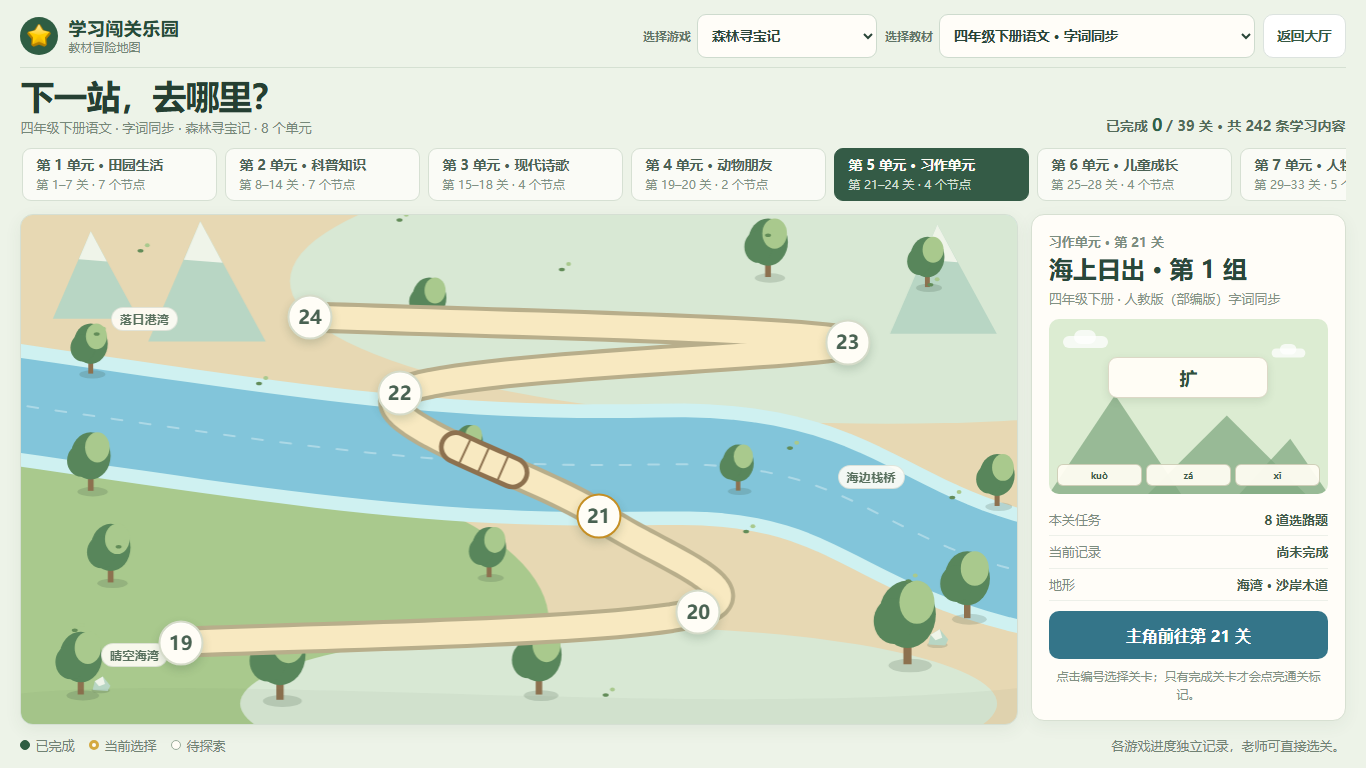 学习闯关乐园
教材冒险地图
选择游戏 森林寻宝记 选择教材 四年级下册语文 • 字词同步 返回大厅
下一站，去哪里？
四年级下册语文 · 字词同步 · 森林寻宝记 · 8 个单元
已完成 0 / 39 关 • 共 242 条学习内容
第 1 单元 • 田园生活
第 1–7 关 · 7 个节点
第 2 单元 • 科普知识
第 8–14 关 · 7 个节点
第 3 单元 • 现代诗歌
第 15–18 关 · 4 个节点
第 4 单元 • 动物朋友
第 19–20 关 · 2 个节点
第 5 单元 • 习作单元
第 21–24 关 · 4 个节点
第 6 单元 • 儿童成长
第 25–28 关 · 4 个节点
第 7 单元 • 人
第 29–33 关 · 5
落日港湾
24
23
22
海边栈桥
21
20
19
晴空海湾
习作单元 • 第 21 关
海上日出 • 第 1 组
四年级下册 · 人教版（部编版）字词同步
扩
kuò zá xī
本关任务 8 道选路题
当前记录 尚未完成
地形 海湾 • 沙岸木道
主角前往第 21 关
点击编号选择关卡；只有完成关卡才会点亮通关标
记。
已完成 当前选择 待探索
各游戏进度独立记录，老师可直接选关。